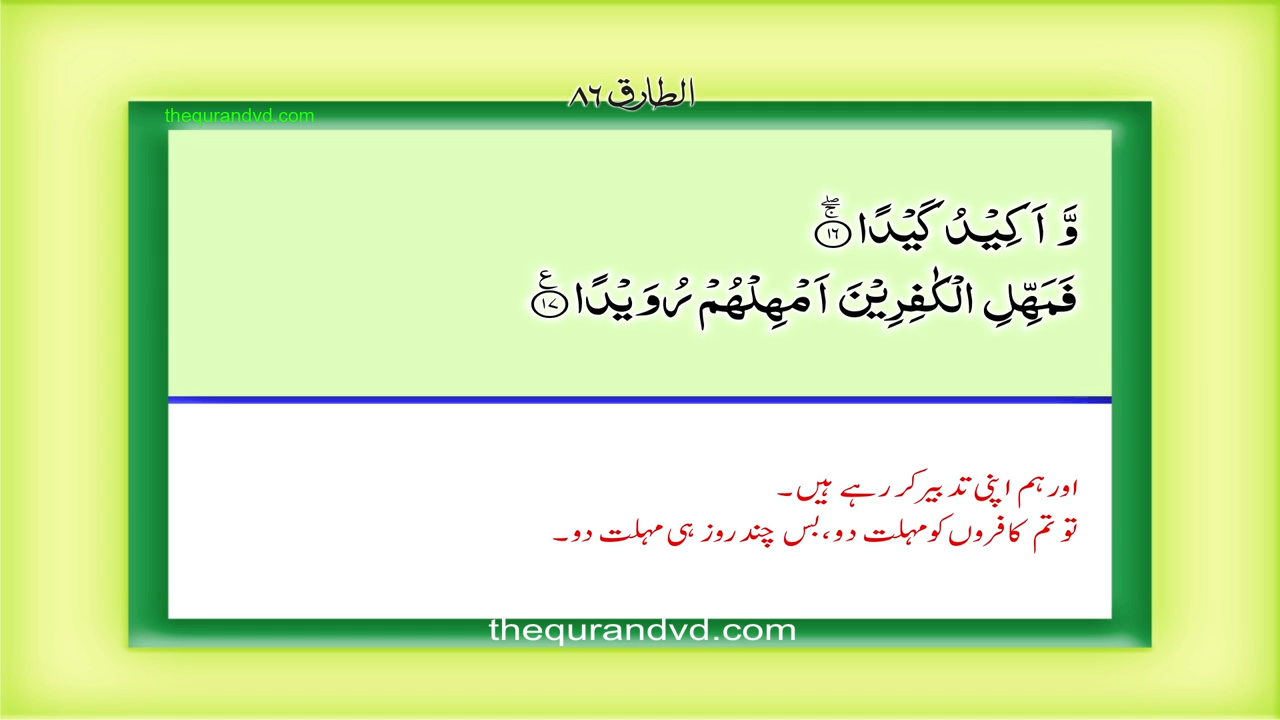 الطارق ٨٦
thequrandvd.com
وَّ اَكِيْدُ كَيْدًا ۚۖ ﴿١٦﴾
فَمَهِّلِ الْكٰفِرِيْنَ اَمْهِلْهُمْ رُوَيْدًا ﴿١٧﴾ ع
اور ہم اپنی تدبیر کر رہے ہیں۔
تو تم کافروں کو مہلت دو، بس چند روز ہی مہلت دو۔
thequrandvd.com